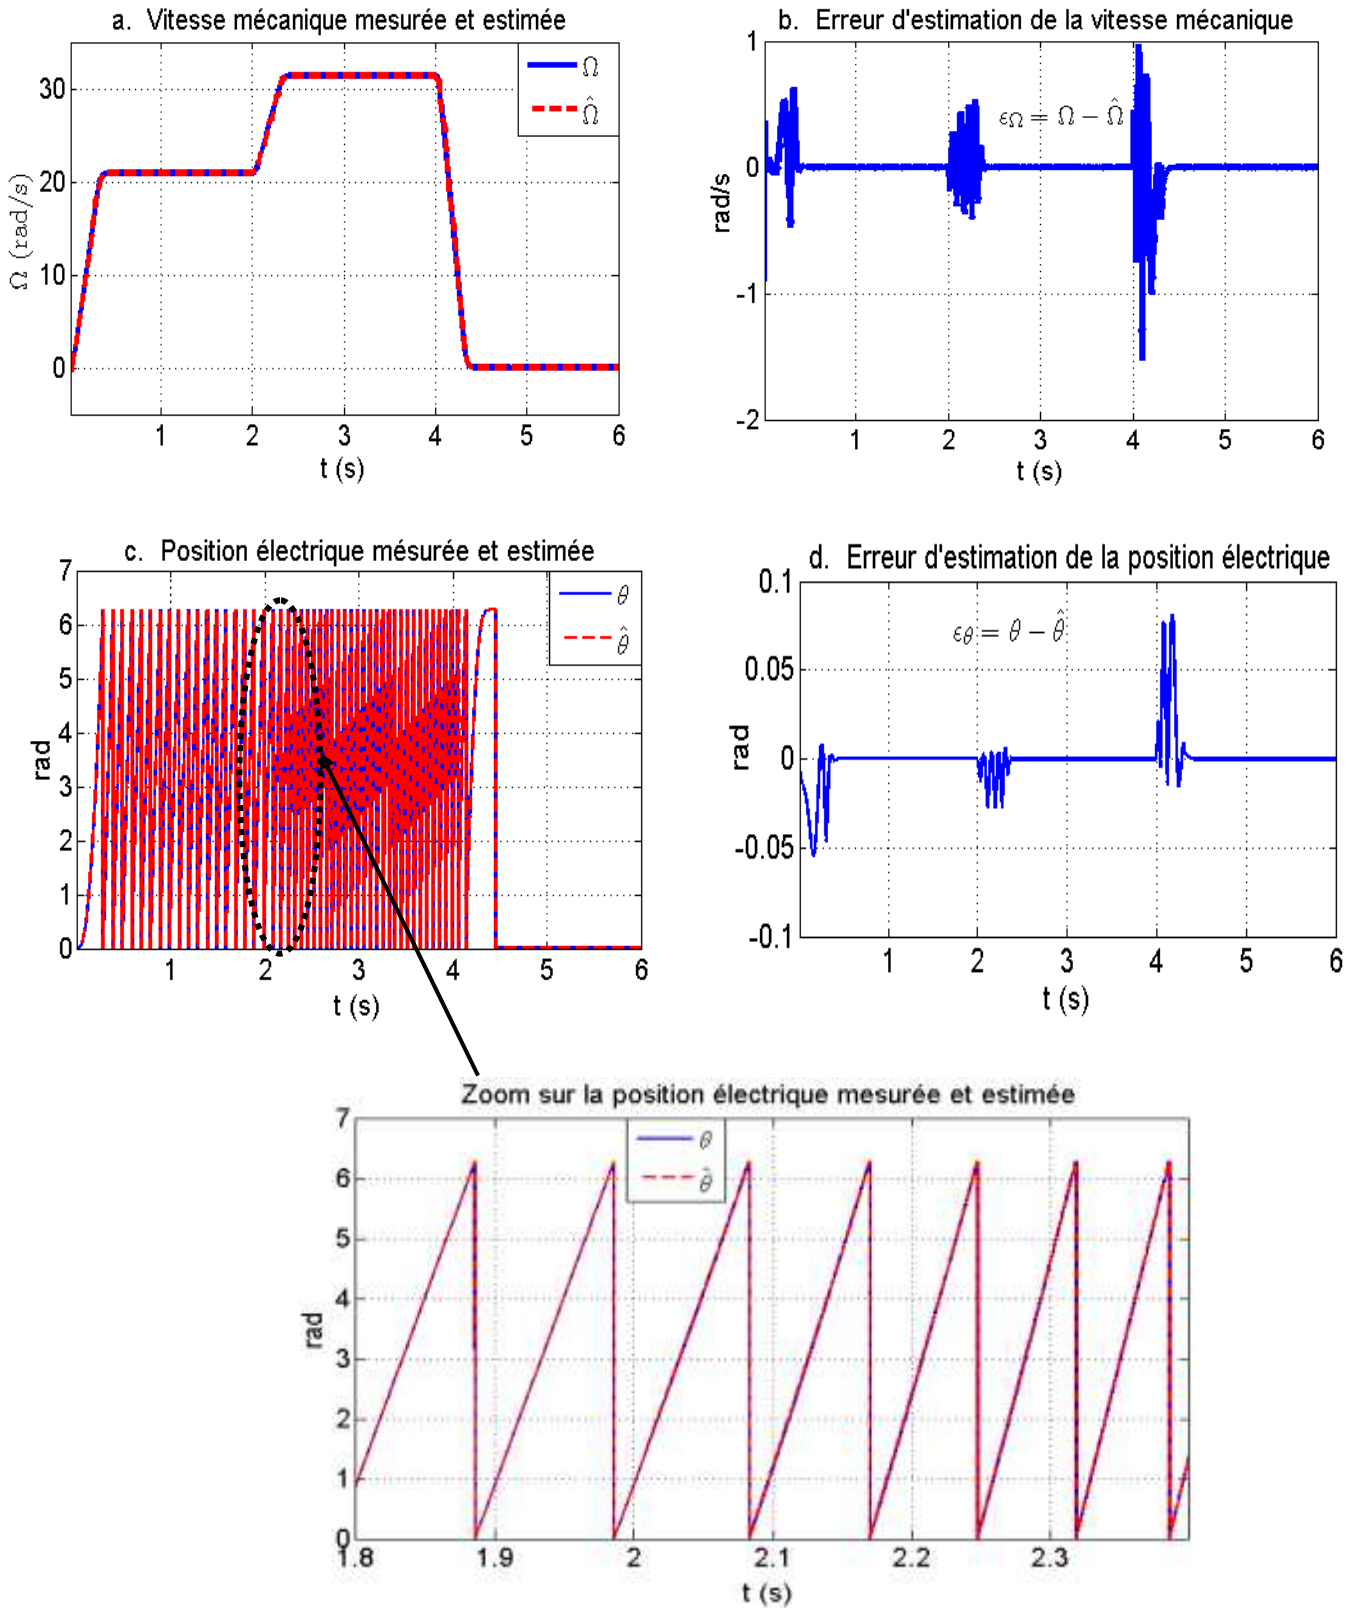 a. Vitesse mécanique mesurée et estimée
30
20
10
0
Ω (rad/s)
Ω
Ω̂
1 2 3 4 5 6
t (s)
b. Erreur d'estimation de la vitesse mécanique
1
0
-1
-2
rad/s
ϵΩ = Ω − Ω̂
1 2 3 4 5 6
t (s)
c. Position électrique mésurée et estimée
7
6
5
4
3
2
1
0
rad
θ
θ̂
1 2 3 4 5 6
t (s)
d. Erreur d'estimation de la position électrique
0.1
0.05
0
-0.05
-0.1
rad
ϵθ = θ − θ̂
1 2 3 4 5 6
t (s)
Zoom sur la position électrique mesurée et estimée
7
6
5
4
3
2
1
0
rad
θ
θ̂
1.8 1.9 2 2.1 2.2 2.3
t (s)